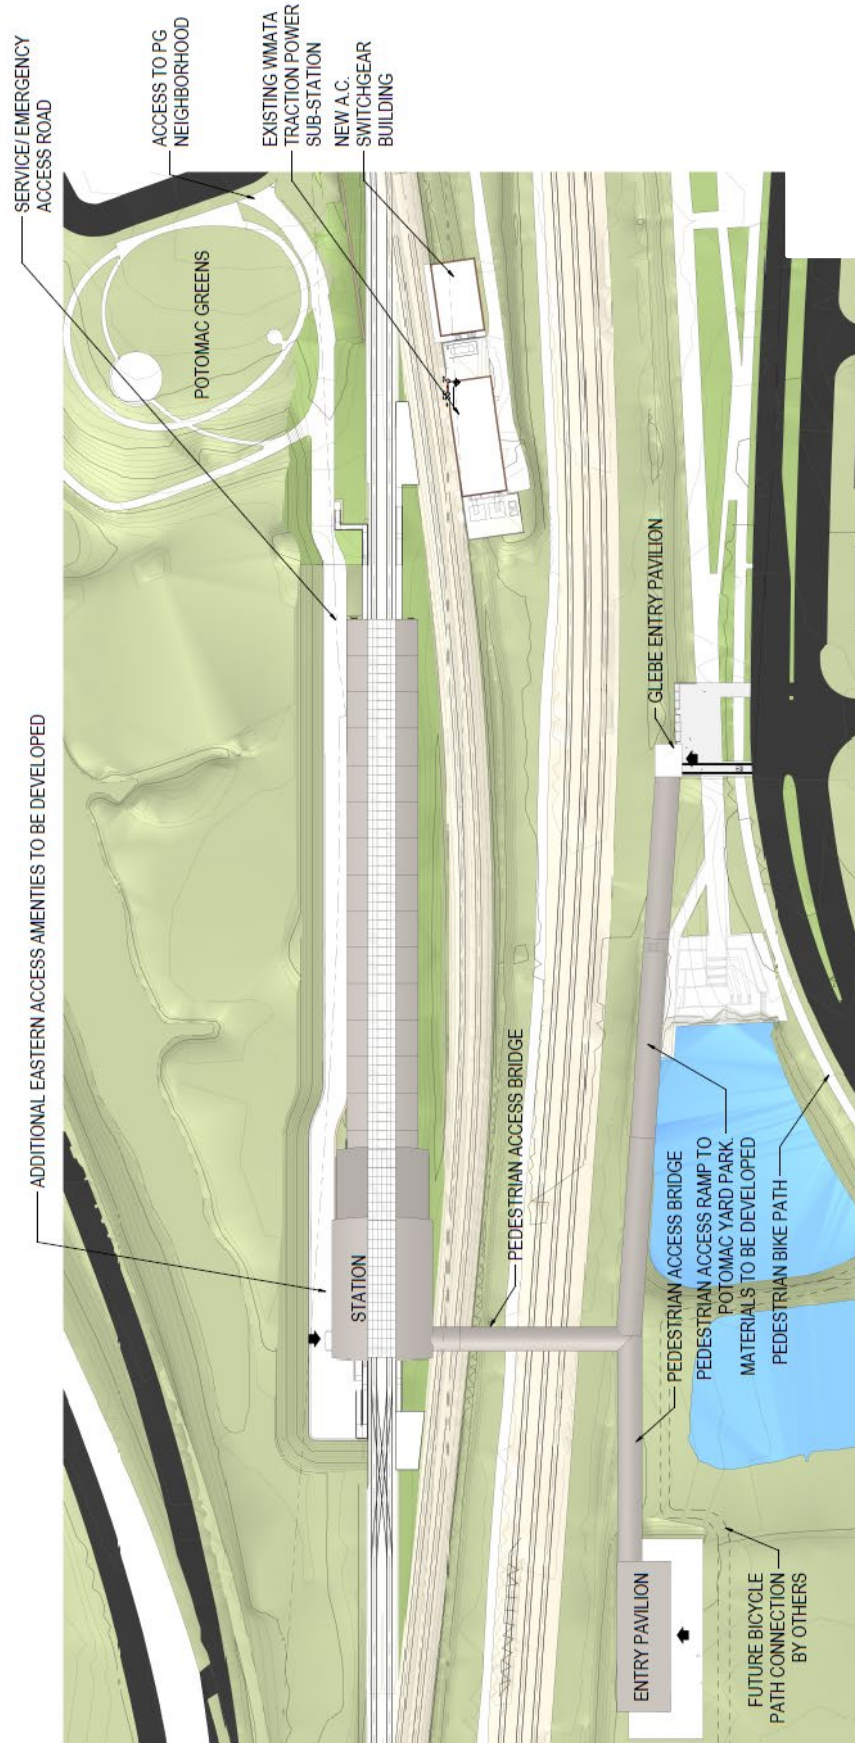 SERVICE/ EMERGENCY
ACCESS ROAD
ACCESS TO PG
NEIGHBORHOOD
EXISTING WMATA
TRACTION POWER
SUB-STATION
NEW A.C.
SWITCHGEAR
BUILDING
POTOMAC GREENS
ADDITIONAL EASTERN ACCESS AMENTIES TO BE DEVELOPED
GLEBE ENTRY PAVILION
STATION
PEDESTRIAN ACCESS BRIDGE
PEDESTRIAN ACCESS BRIDGE
PEDESTRIAN ACCESS RAMP TO
POTOMAC YARD PARK.
MATERIALS TO BE DEVELOPED
PEDESTRIAN BIKE PATH
ENTRY PAVILION
FUTURE BICYCLE
PATH CONNECTION
BY OTHERS